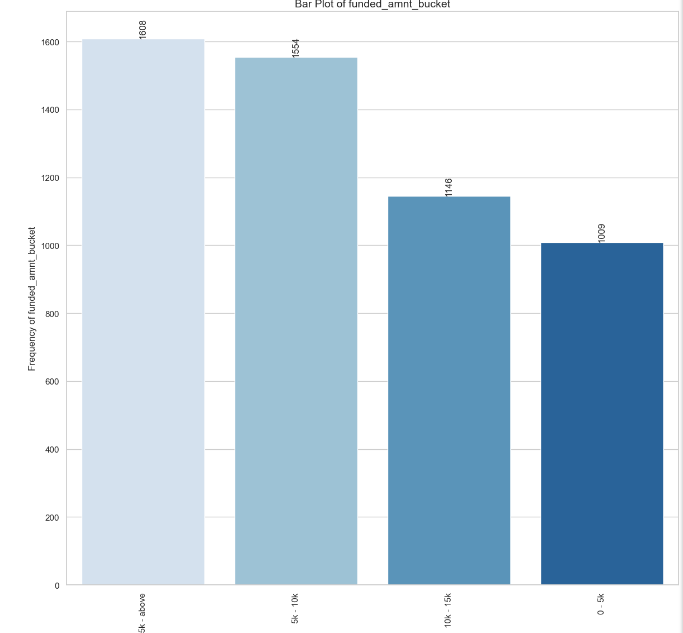 Bar Plot of funded_amnt_bucket
Frequency of funded_amnt_bucket
1600
1400
1200
1000
800
600
400
200
0
1608
1554
1146
1009
5k - above
5k - 10k
10k - 15k
0 - 5k